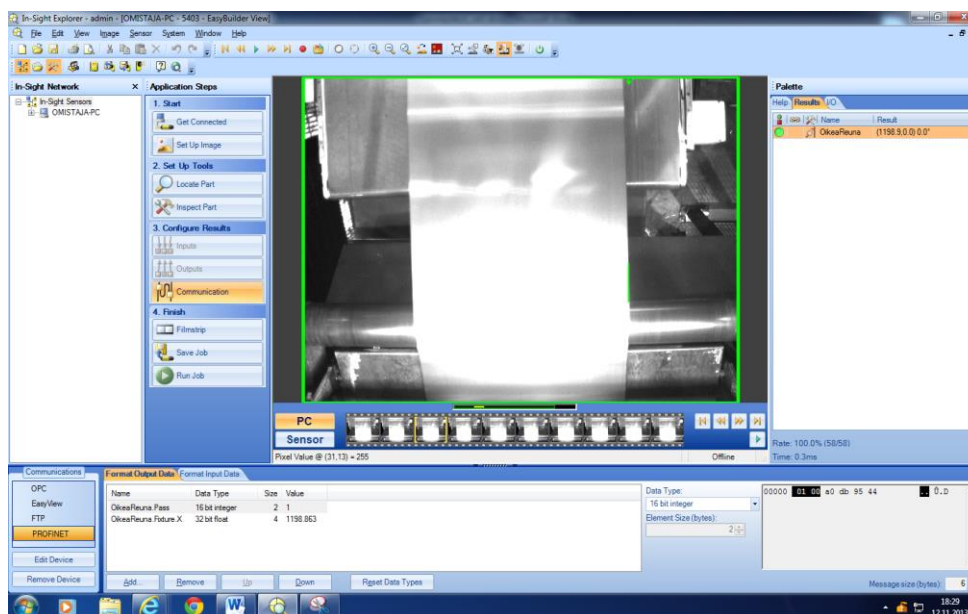 In-Sight Explorer - admin - [OMISTAJA-PC - 5403 - EasyBuilder View]
File Edit View Image Sensor System Window Help
In-Sight Network
In-Sight Sensors
OMISTAJA-PC
Application Steps
1. Start
Get Connected
Set Up Image
2. Set Up Tools
Locate Part
Inspect Part
3. Configure Results
Inputs
Outputs
Communication
4. Finish
Filmstrip
Save Job
Run Job
PC
Sensor
Pixel Value @ (31,13) = 255
Offline
Palette
Help Results I/O
Name Result
OikeaReuna (1198.9,0.0) 0.0°
Rate: 100.0% (58/58)
Time: 0.3ms
Communications
OPC
EasyView
FTP
PROFINET
Edit Device
Remove Device
Format Output Data Format Input Data
Name Data Type Size Value
OikeaReuna.Pass 16 bit integer 2 1
OikeaReuna.Fixture.X 32 bit float 4 1198.863
Add... Remove Up Down Reset Data Types
Data Type:
16 bit integer
Element Size (bytes):
2
00000 01 00 a0 db 95 44 .. Û.D
Message size (bytes): 6
18:29